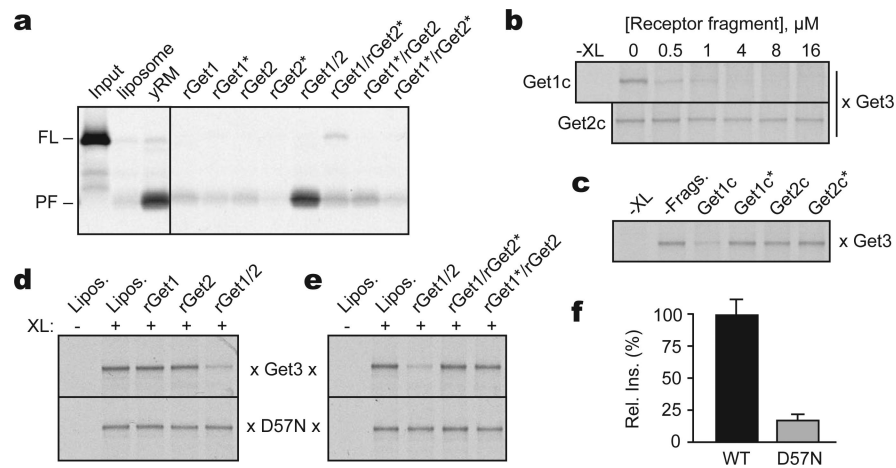 a
Input
liposome
yRM
rGet1
rGet1*
rGet2
rGet2*
rGet1/2
rGet1/rGet2*
rGet1*/rGet2
rGet1*/rGet2*
FL –
PF –
b
[Receptor fragment], µM
-XL 0 0.5 1 4 8 16
Get1c
Get2c
x Get3
c
-XL
-Frags.
Get1c
Get1c*
Get2c
Get2c*
x Get3
d
Lipos.
Lipos.
rGet1
rGet2
rGet1/2
XL: - + + + +
e
Lipos.
Lipos.
rGet1/2
rGet1/rGet2*
rGet1*/rGet2
- + + + +
x Get3 x
x D57N x
f
Rel. Ins. (%)
100
75
50
25
0
WT D57N